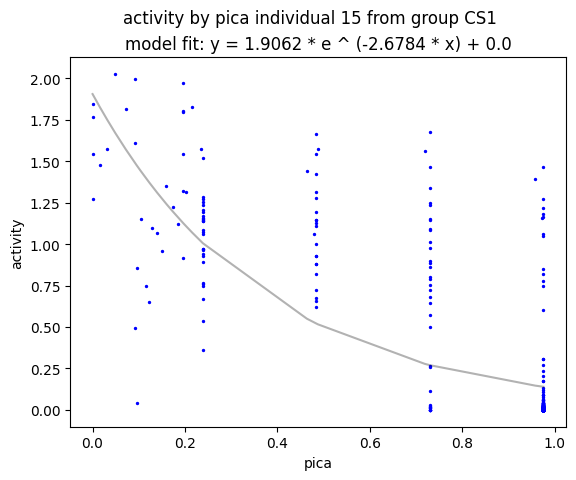 activity by pica individual 15 from group CS1
model fit: y = 1.9062 * e ^ (-2.6784 * x) + 0.0
2.00
1.75
1.50
1.25
1.00
0.75
0.50
0.25
0.00
activity
0.0 0.2 0.4 0.6 0.8 1.0
pica